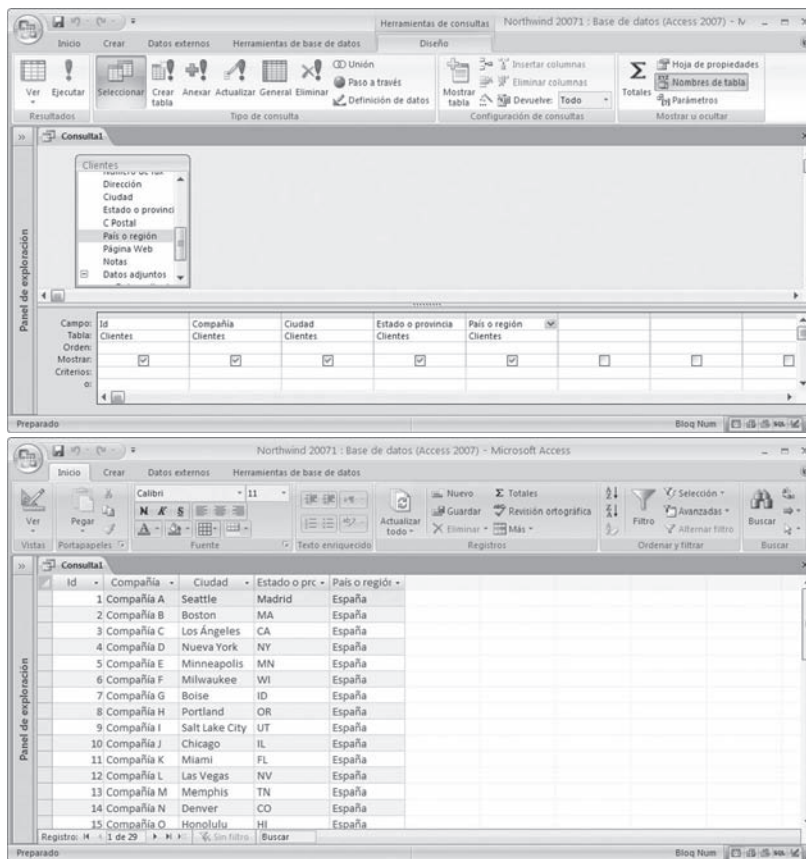 Herramientas de consultas Northwind 20071 : Base de datos (Access 2007) - M
Inicio Crear Datos externos Herramientas de base de datos Diseño
Ver Ejecutar Seleccionar Crear tabla Anexar Actualizar General Eliminar
Unión
Paso a través
Definición de datos
Mostrar tabla
Insertar columnas
Eliminar columnas
Devuelve: Todo
Totales
Hoja de propiedades
Nombres de tabla
Parámetros
Resultados Tipo de consulta Configuración de consultas Mostrar u ocultar
Consulta1
Panel de exploración
Clientes
Dirección
Ciudad
Estado o provinci
C Postal
País o región
Página Web
Notas
Datos adjuntos
Campo: Id Compañía Ciudad Estado o provincia País o región
Tabla: Clientes Clientes Clientes Clientes Clientes
Orden:
Mostrar:
Criterios:
o:
Preparado Bloq Num SQL
Northwind 20071 : Base de datos (Access 2007) - Microsoft Access
Inicio Crear Datos externos Herramientas de base de datos
Ver Pegar
Calibri 11
N K S
Actualizar todo
Nuevo Totales
Guardar Revisión ortográfica
Eliminar Más
Filtro
Selección
Avanzadas
Alternar filtro
Buscar
Vistas Portapapeles Fuente Texto enriquecido Registros Ordenar y filtrar Buscar
Consulta1
Panel de exploración
Id Compañía Ciudad Estado o prc País o regiór
1 Compañía A Seattle Madrid España
2 Compañía B Boston MA España
3 Compañía C Los Ángeles CA España
4 Compañía D Nueva York NY España
5 Compañía E Minneapolis MN España
6 Compañía F Milwaukee WI España
7 Compañía G Boise ID España
8 Compañía H Portland OR España
9 Compañía I Salt Lake City UT España
10 Compañía J Chicago IL España
11 Compañía K Miami FL España
12 Compañía L Las Vegas NV España
13 Compañía M Memphis TN España
14 Compañía N Denver CO España
15 Compañía O Honolulu HI España
Registro: 1 de 29 Sin filtro Buscar
Preparado Bloq Num SQL